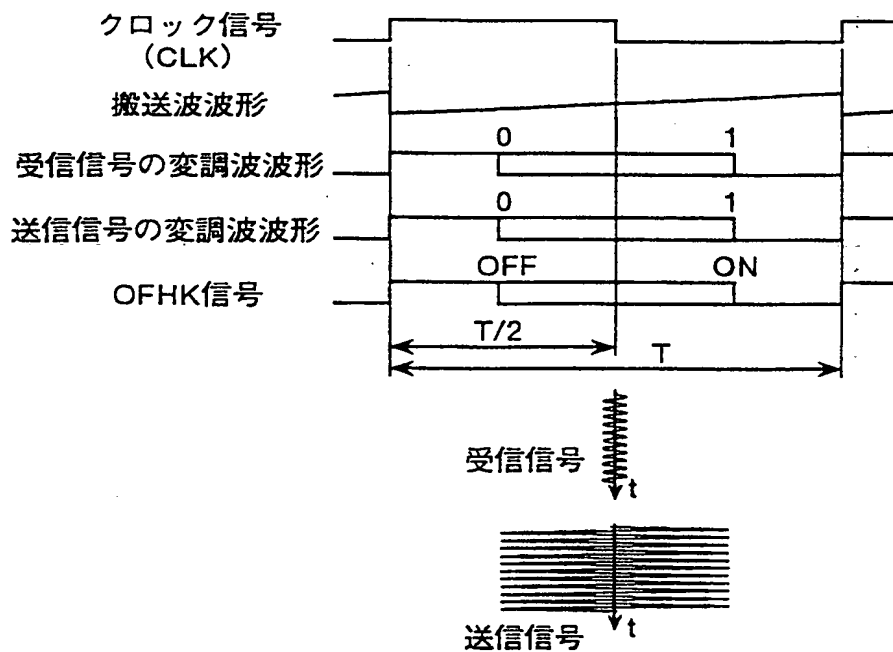 クロック信号
(CLK)
搬送波波形
0 1
受信信号の変調波波形
0 1
送信信号の変調波波形
OFF ON
OFHK信号
T/2
T
受信信号
t
送信信号
t